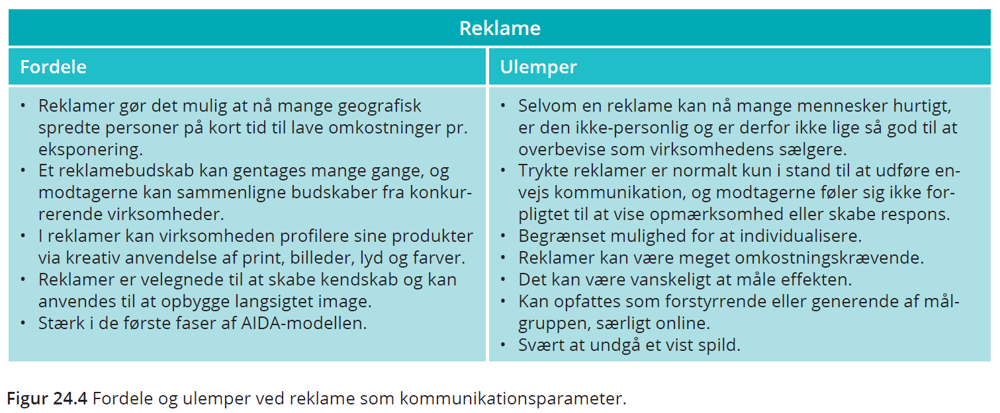 Reklame
Fordele
Ulemper
• Reklamer gør det mulig at nå mange geografisk
spredte personer på kort tid til lave omkostninger pr.
eksponering.
• Et reklamebudskab kan gentages mange gange, og
modtagerne kan sammenligne budskaber fra konkur-
rerende virksomheder.
• I reklamer kan virksomheden profilere sine produkter
via kreativ anvendelse af print, billeder, lyd og farver.
• Reklamer er velegnede til at skabe kendskab og kan
anvendes til at opbygge langsigtet image.
• Stærk i de første faser af AIDA-modellen.
• Selvom en reklame kan nå mange mennesker hurtigt,
er den ikke-personlig og er derfor ikke lige så god til at
overbevise som virksomhedens sælgere.
• Trykte reklamer er normalt kun i stand til at udføre en-
vejs kommunikation, og modtagerne føler sig ikke for-
pligtet til at vise opmærksomhed eller skabe respons.
• Begrænset mulighed for at individualisere.
• Reklamer kan være meget omkostningskrævende.
• Det kan være vanskeligt at måle effekten.
• Kan opfattes som forstyrrende eller generende af mål-
gruppen, særligt online.
• Svært at undgå et vist spild.
Figur 24.4 Fordele og ulemper ved reklame som kommunikationsparameter.